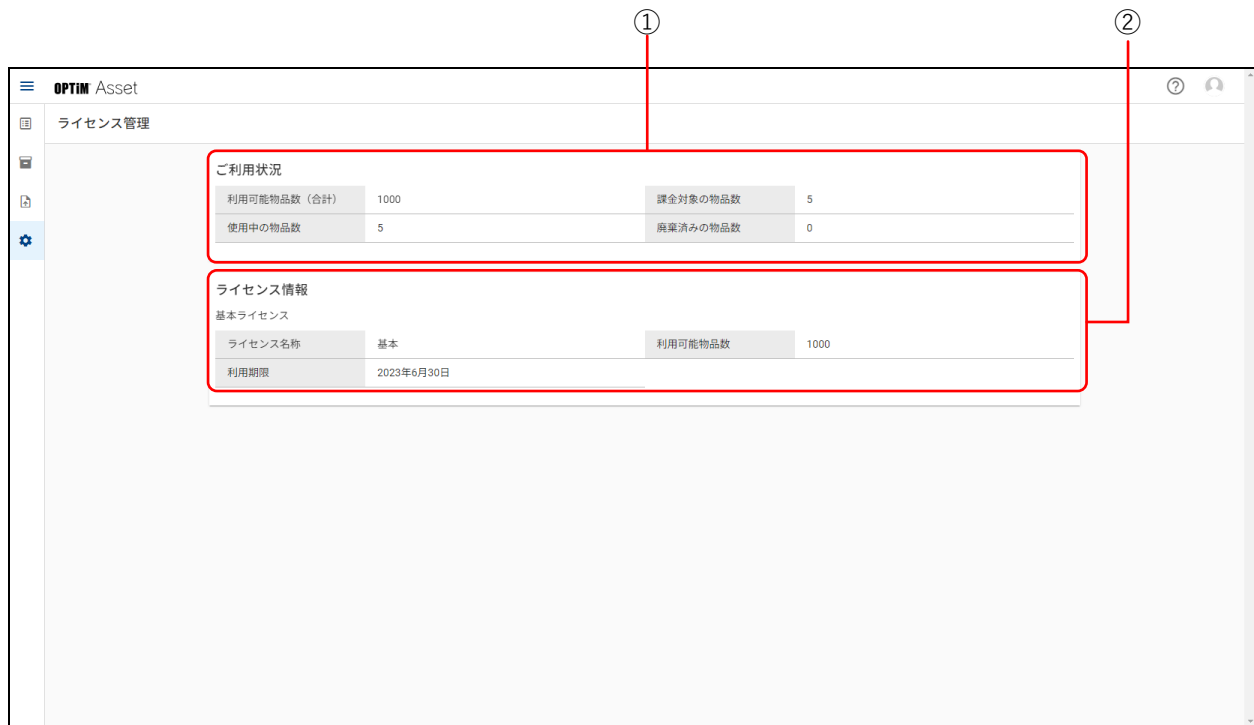 ① ②
OPTiM Asset
ライセンス管理
ご利用状況
利用可能物品数（合計） 1000 課金対象の物品数 5
使用中の物品数 5 廃棄済みの物品数 0
ライセンス情報
基本ライセンス
ライセンス名称 基本 利用可能物品数 1000
利用期限 2023年6月30日